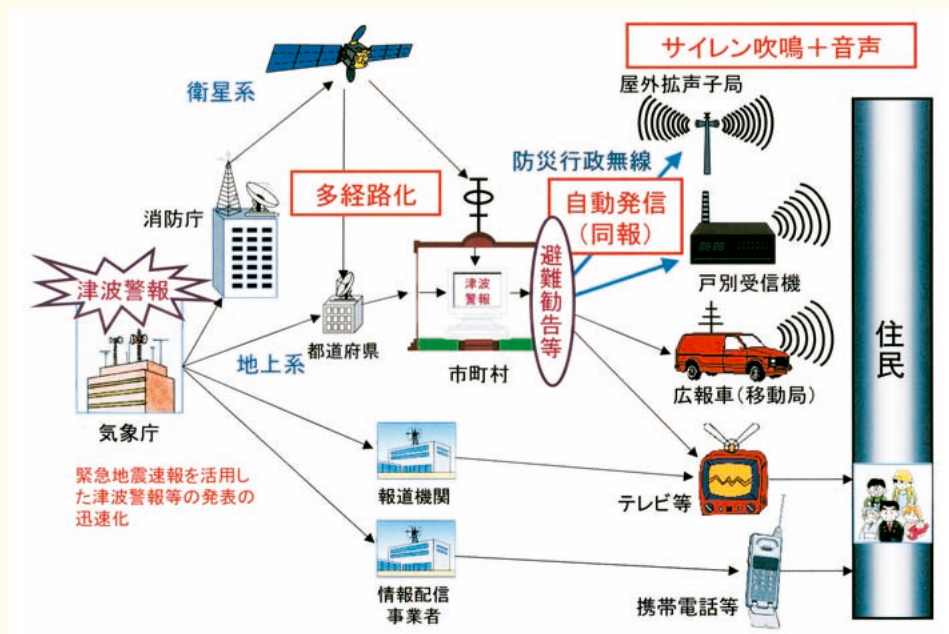 サイレン吹鳴＋音声
屋外拡声子局
衛星系
防災行政無線
多経路化
自動発信
（同報）
消防庁
津波警報
津波
警報
避難勧告等
戸別受信機
都道府県
地上系
市町村
広報車（移動局）
住民
気象庁
緊急地震速報を活用し
た津波警報等の発表の
迅速化
報道機関
テレビ等
情報配信
事業者
携帯電話等